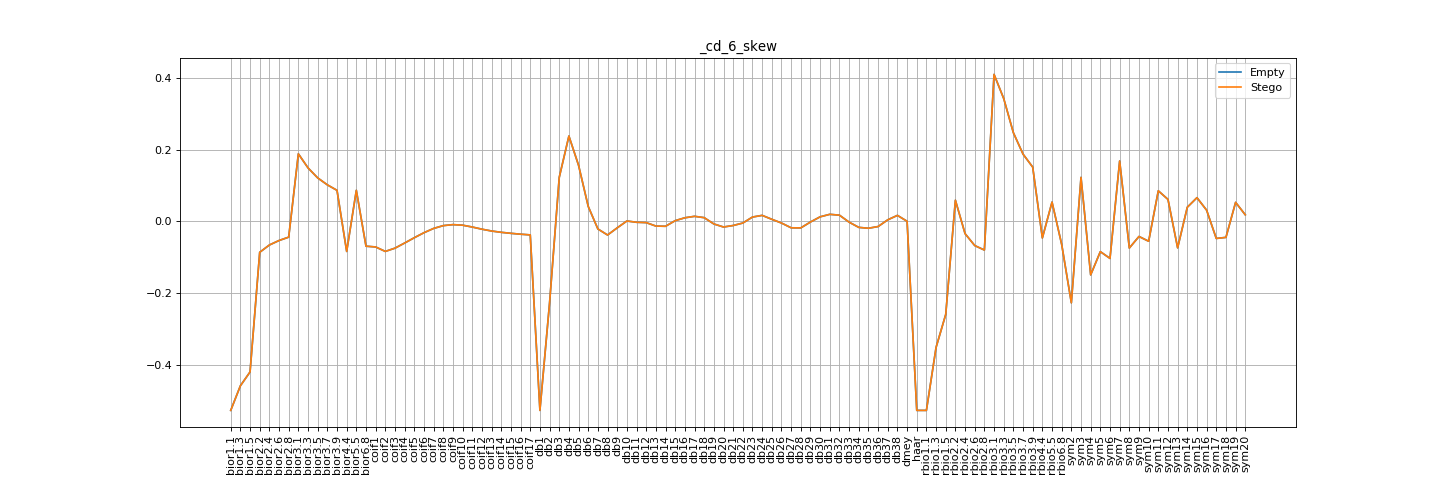 _cd_6_skew
Empty
Stego
0.4
0.2
0.0
−0.2
−0.4
bior1.1
bior1.3
bior1.5
bior2.2
bior2.4
bior2.6
bior2.8
bior3.1
bior3.3
bior3.5
bior3.7
bior3.9
bior4.4
bior5.5
bior6.8
coif1
coif2
coif3
coif4
coif5
coif6
coif7
coif8
coif9
coif10
coif11
coif12
coif13
coif14
coif15
coif16
coif17
db1
db2
db3
db4
db5
db6
db7
db8
db9
db10
db11
db12
db13
db14
db15
db16
db17
db18
db19
db20
db21
db22
db23
db24
db25
db26
db27
db28
db29
db30
db31
db32
db33
db34
db35
db36
db37
db38
dmey
haar
rbio1.1
rbio1.3
rbio1.5
rbio2.2
rbio2.4
rbio2.6
rbio2.8
rbio3.1
rbio3.3
rbio3.5
rbio3.7
rbio3.9
rbio4.4
rbio5.5
rbio6.8
sym2
sym3
sym4
sym5
sym6
sym7
sym8
sym9
sym10
sym11
sym12
sym13
sym14
sym15
sym16
sym17
sym18
sym19
sym20